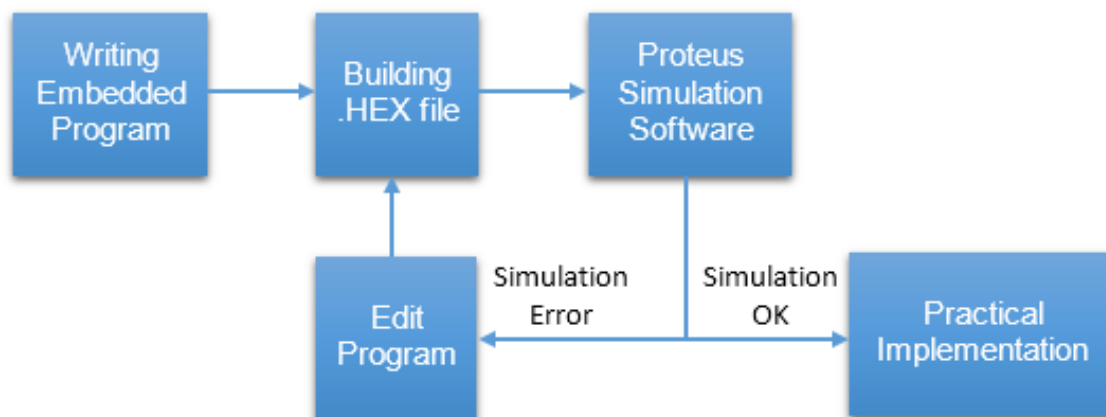 Writing
Embedded
Program
Building
.HEX file
Proteus
Simulation
Software
Simulation
Error
Simulation
OK
Edit
Program
Practical
Implementation